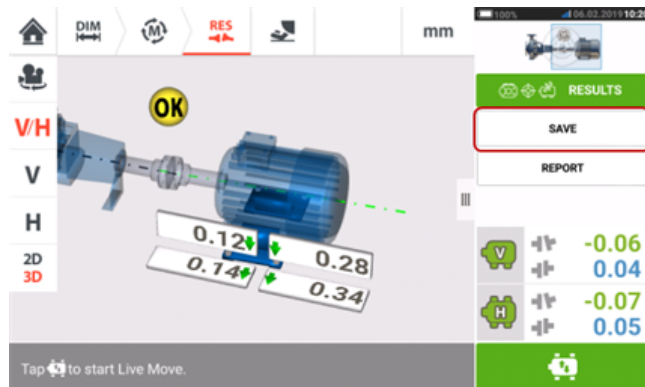 DIM
M
RES
mm
100% 06.02.2019 10:20
RESULTS
SAVE
REPORT
V/H
V
H
2D
3D
OK
0.12
0.28
0.14
0.34
V
-0.06
0.04
H
-0.07
0.05
Tap to start Live Move.